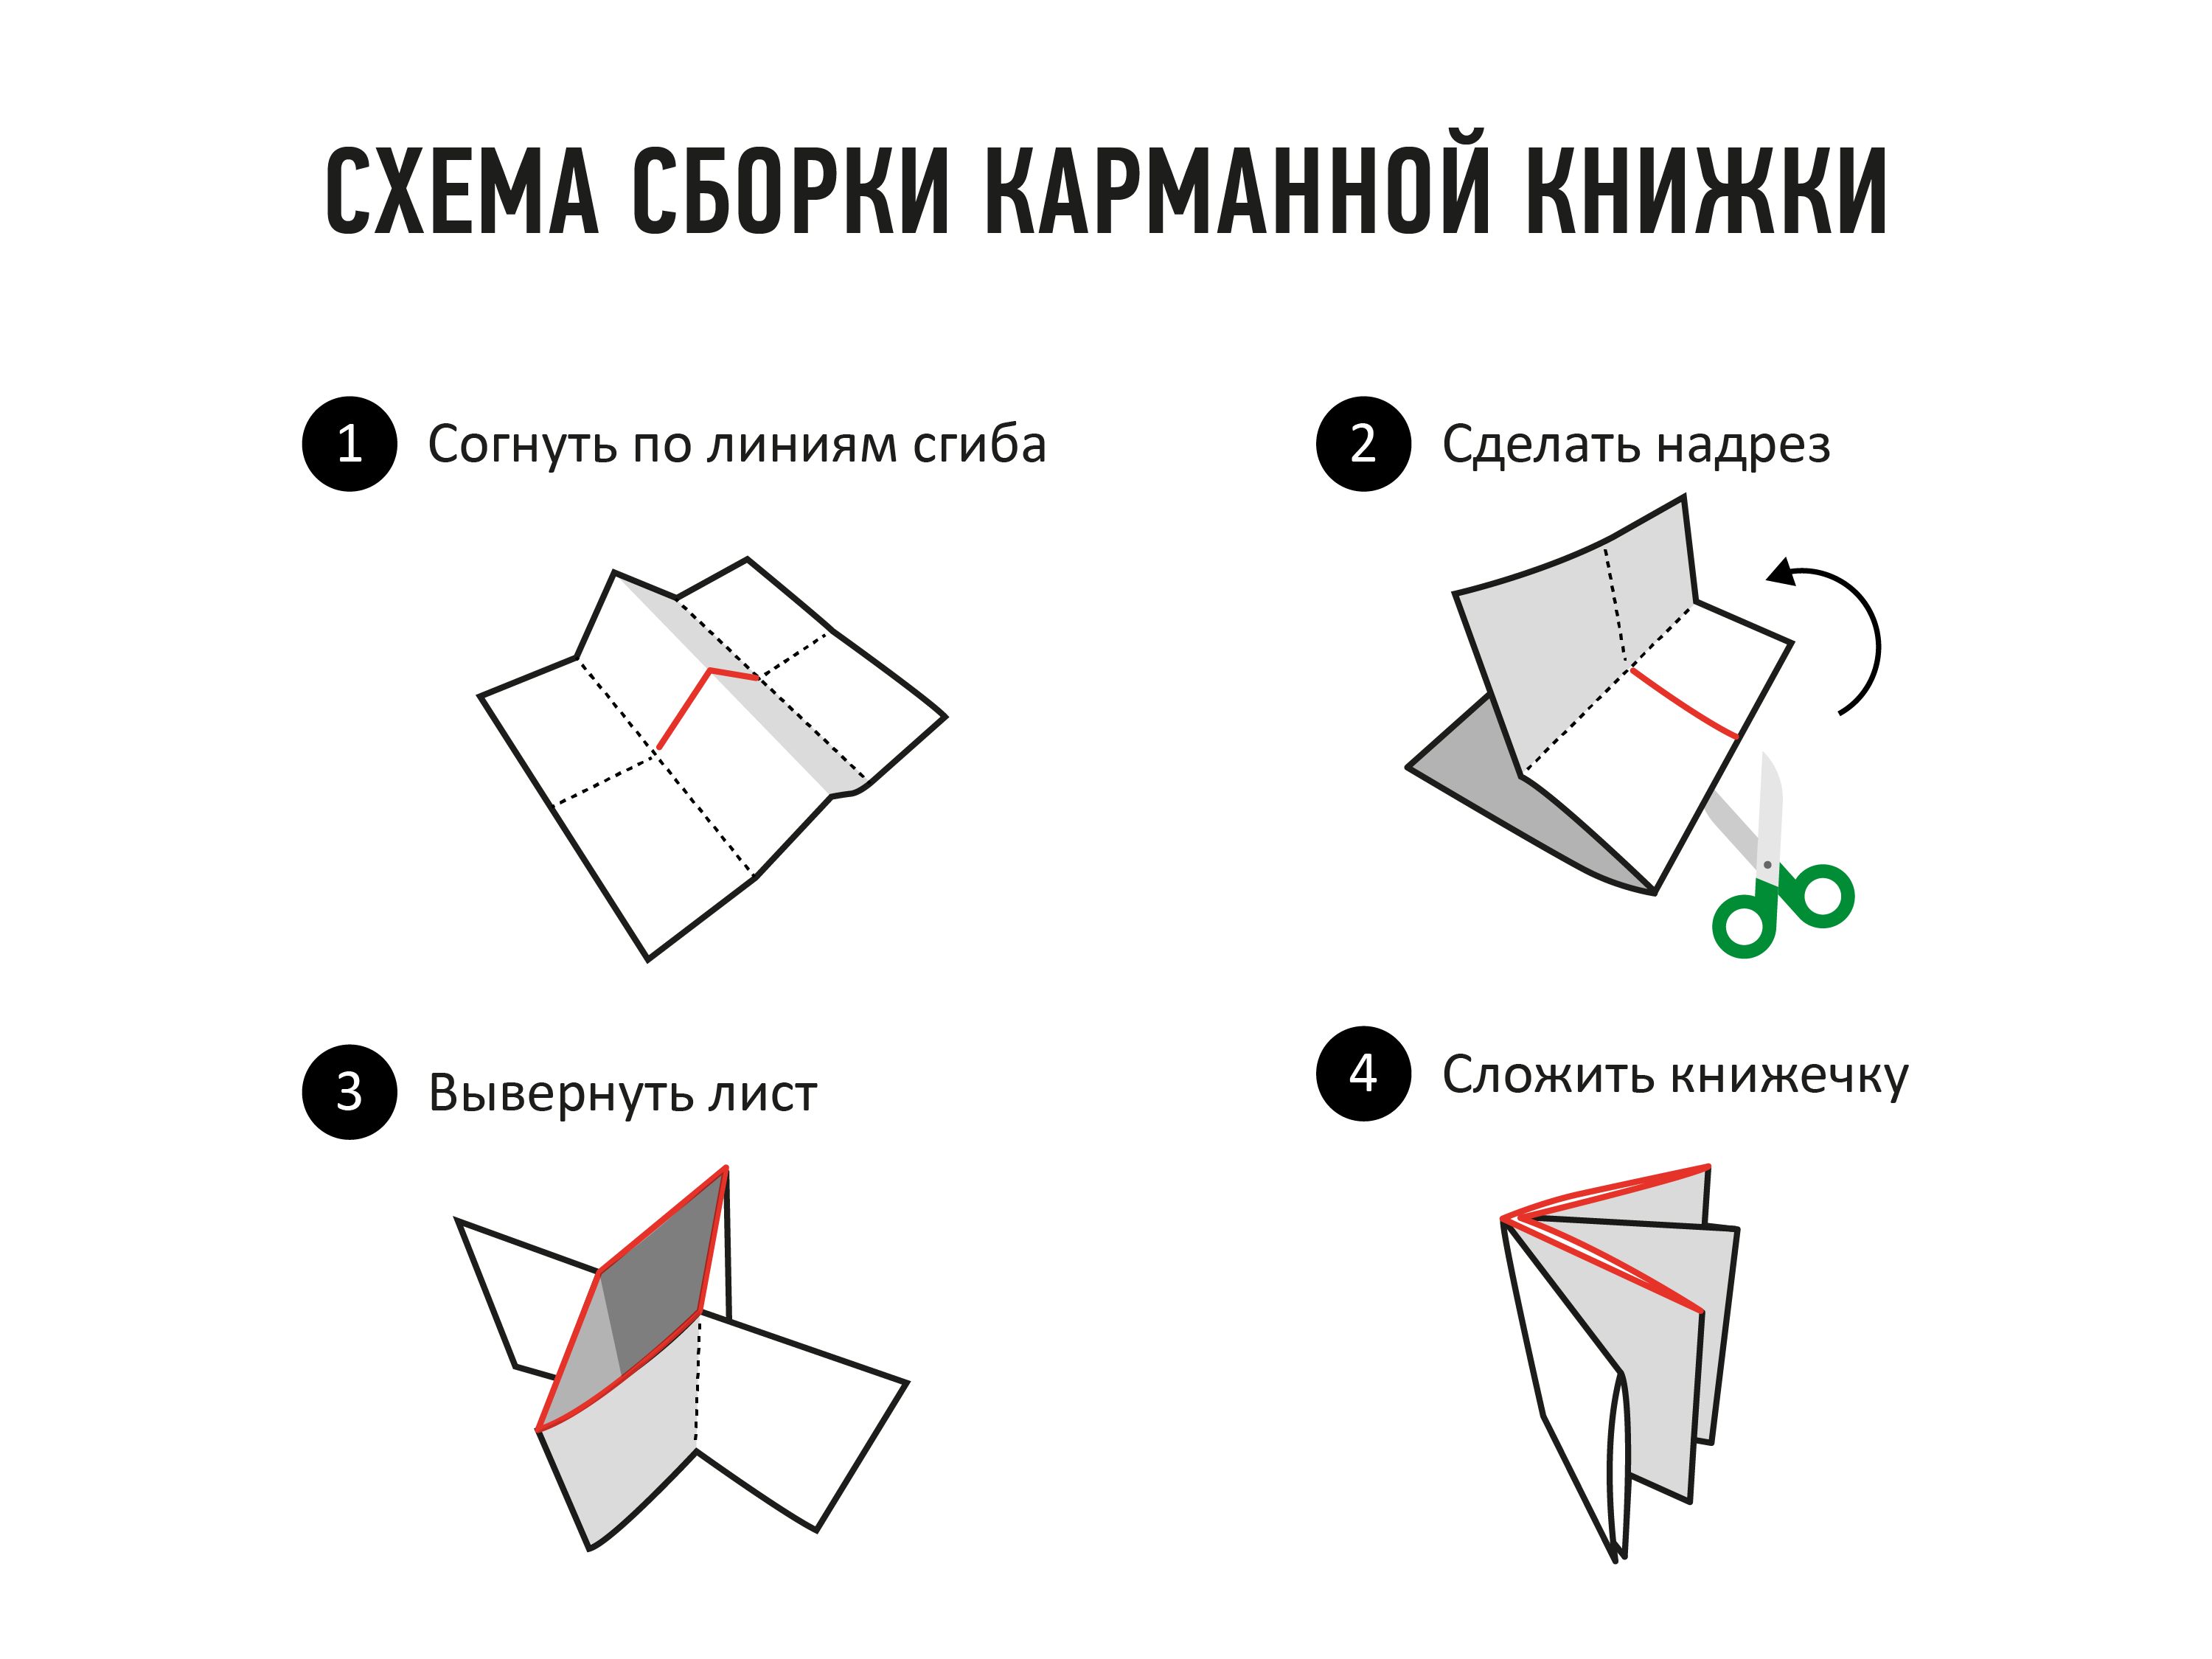 СХЕМА СБОРКИ КАРМАННОЙ КНИЖКИ
1 Согнуть по линиям сгиба
2 Сделать надрез
3 Вывернуть лист
4 Сложить книжечку